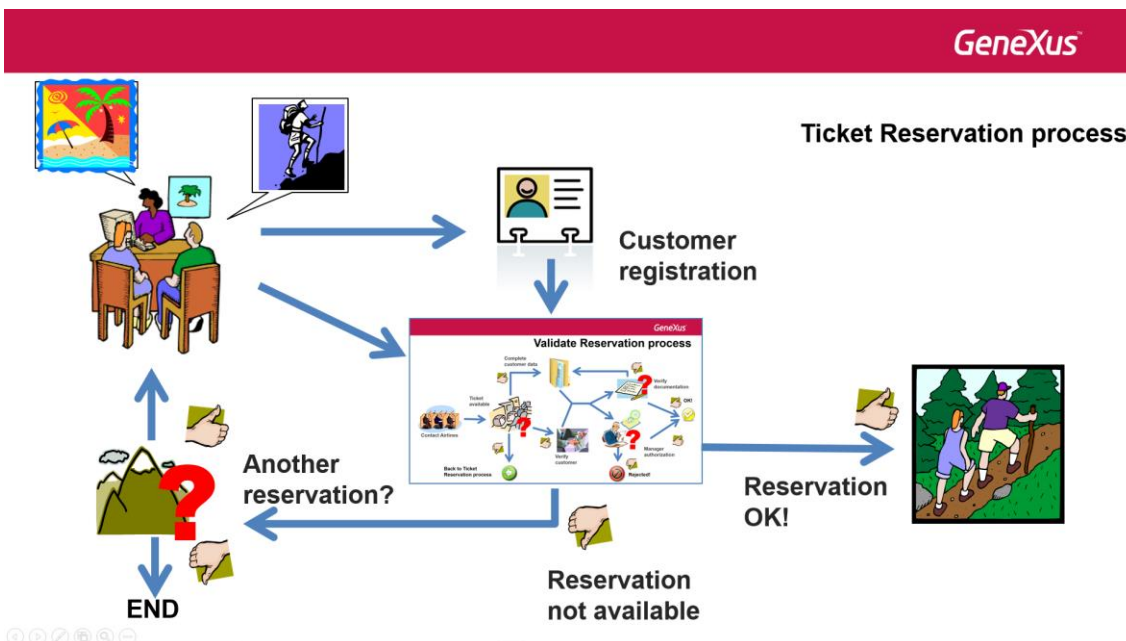 GeneXus™
Ticket Reservation process
Customer
registration
GeneXus
Validate Reservation process
Complete
customer data
Verify
documentation
Ticket
available
OK!
Contact Airlines
Verify
customer
Manager
authorization
Back to Ticket
Reservation process
Rejected!
Another
reservation?
Reservation
OK!
Reservation
not available
END